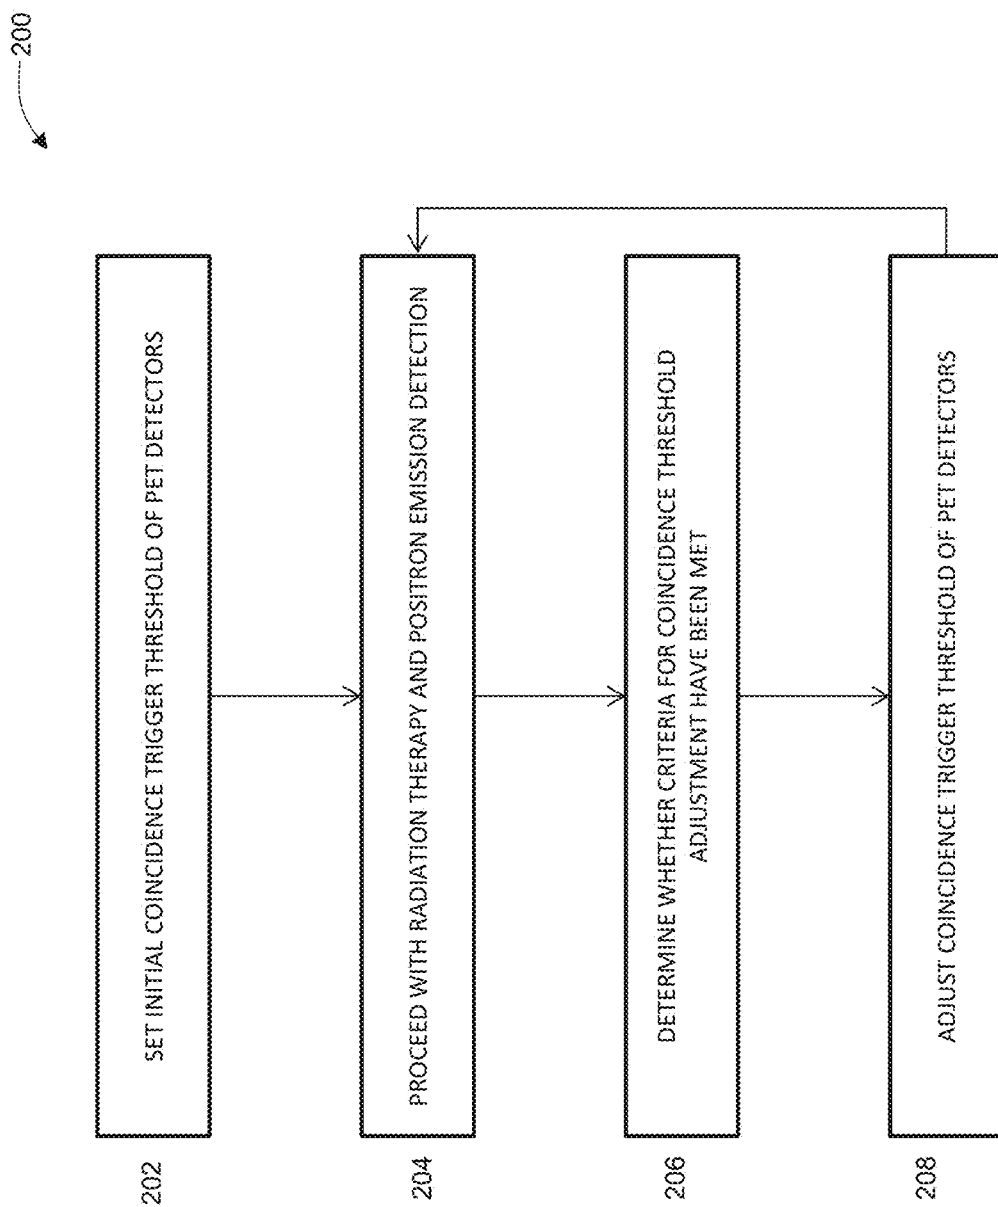 200
202
SET INITIAL COINCIDENCE TRIGGER THRESHOLD OF PET DETECTORS
204
PROCEED WITH RADIATION THERAPY AND POSITRON EMISSION DETECTION
206
DETERMINE WHETHER CRITERIA FOR COINCIDENCE THRESHOLD
ADJUSTMENT HAVE BEEN MET
208
ADJUST COINCIDENCE TRIGGER THRESHOLD OF PET DETECTORS